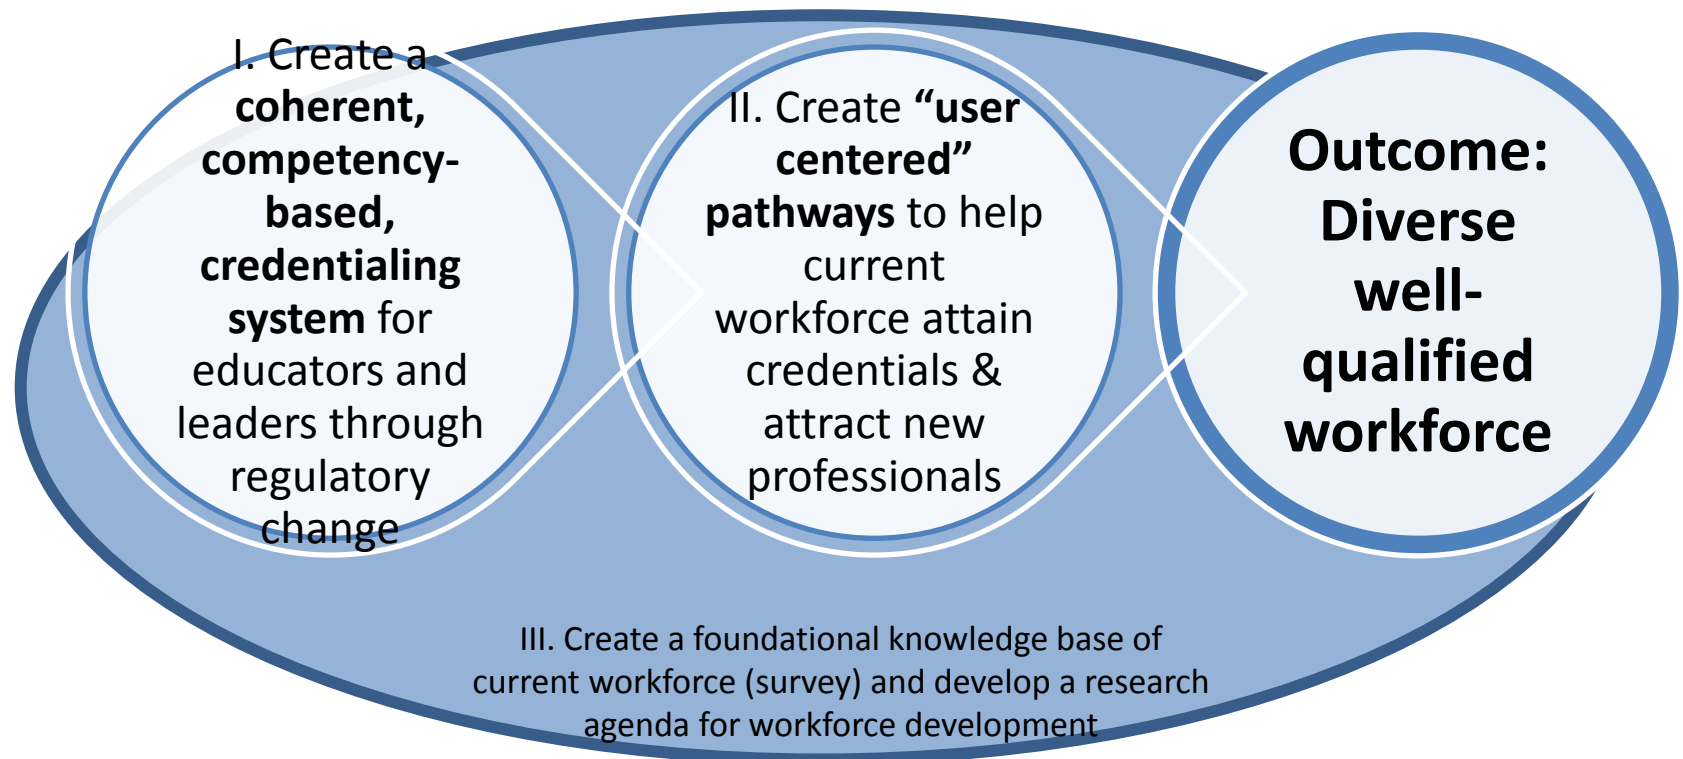 I. Create a
coherent,
competency-
based,
credentialing
system for
educators and
leaders through
regulatory
change
II. Create “user
centered”
pathways to help
current
workforce attain
credentials &
attract new
professionals
Outcome:
Diverse
well-
qualified
workforce
III. Create a foundational knowledge base of
current workforce (survey) and develop a research
agenda for workforce development